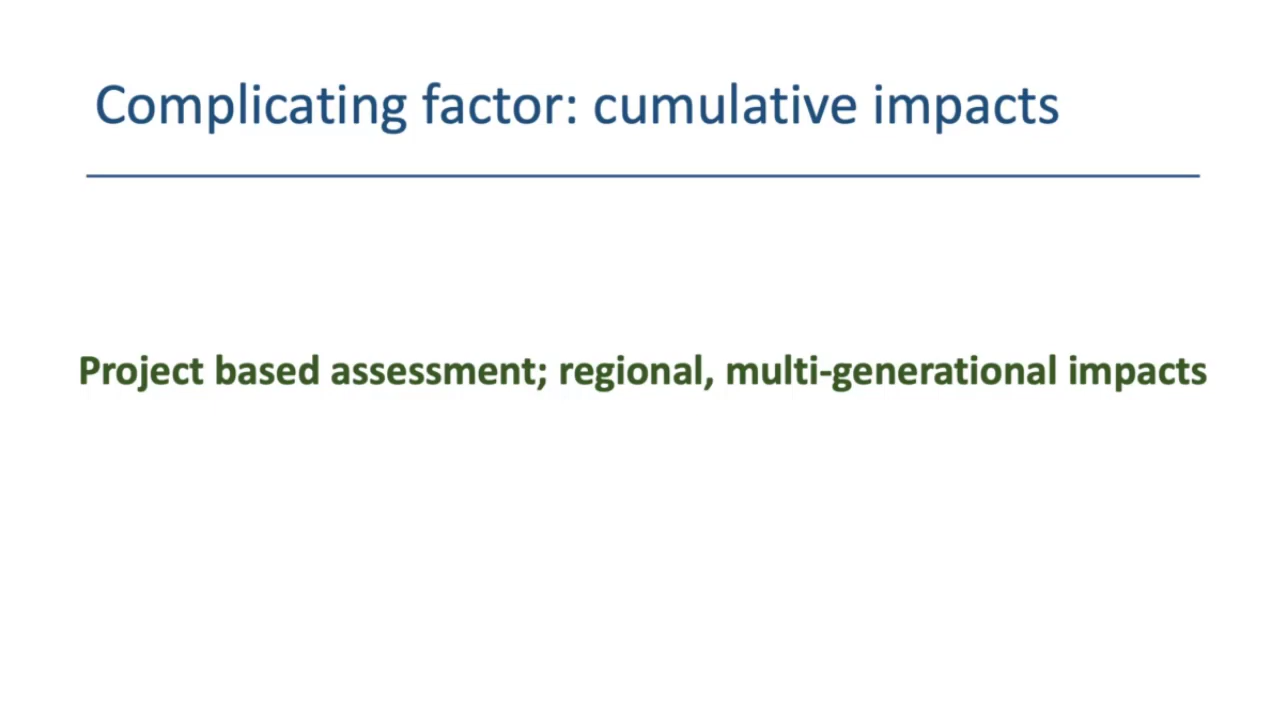 Complicating factor: cumulative impacts
Project based assessment; regional, multi-generational impacts